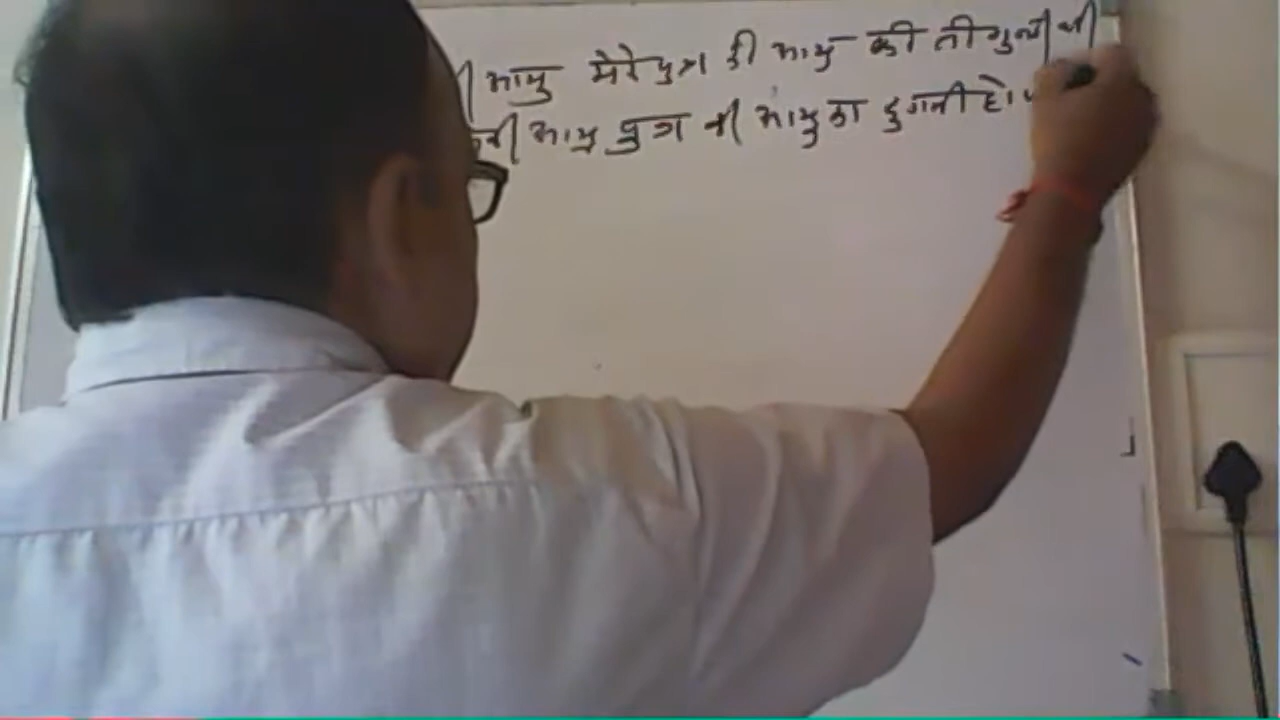 आयु मेरे पुत्र की आयु की तीगुनी थी
की आयु पुत्र की आयु का दुगनी हो